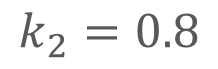 k₂ = 0.8